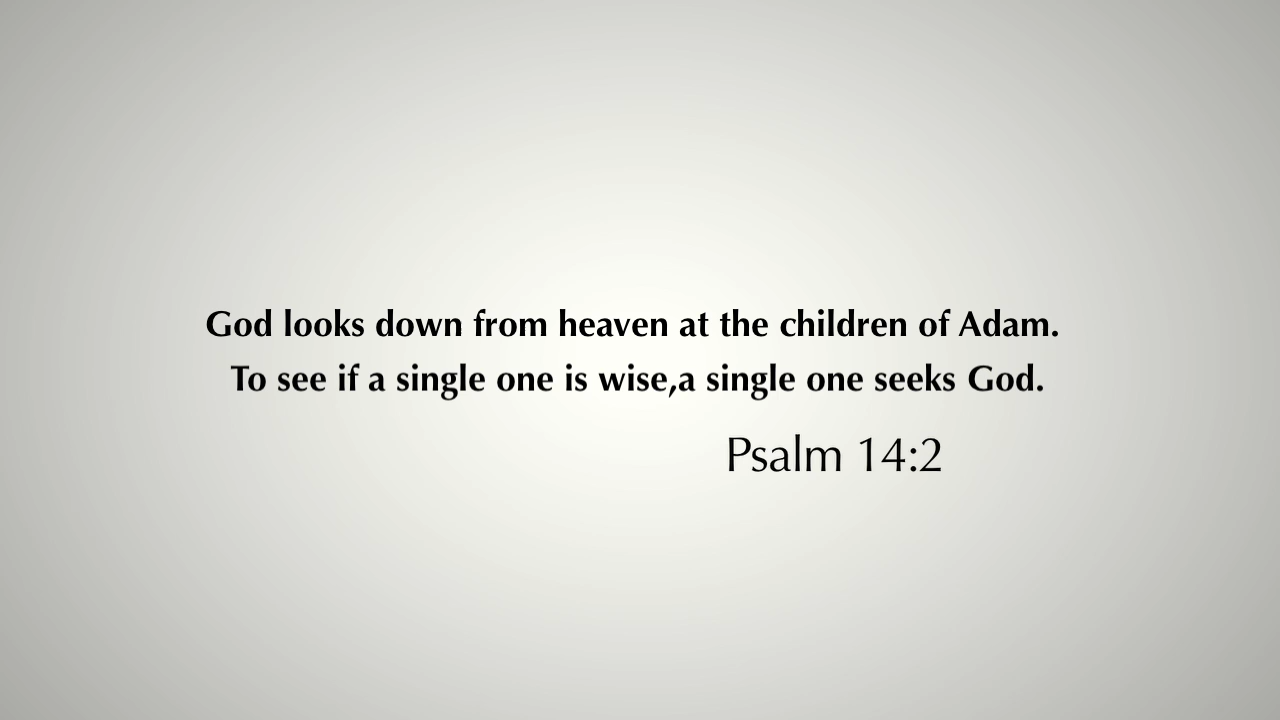 God looks down from heaven at the children of Adam.
To see if a single one is wise,a single one seeks God.
Psalm 14:2